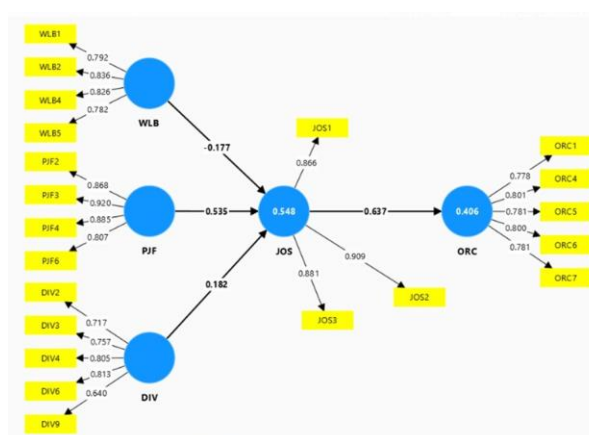 WLB1
WLB2
WLB4
WLB5
0.792
0.836
0.826
0.782
WLB
-0.177
PJF2
PJF3
PJF4
PJF6
0.868
0.920
0.885
0.807
PJF
0.535
DIV2
DIV3
DIV4
DIV6
DIV9
0.717
0.757
0.805
0.813
0.640
DIV
0.182
JOS1
0.866
0.548
JOS
0.909
JOS2
0.881
JOS3
0.637
0.406
ORC
0.778
0.801
0.781
0.800
0.781
ORC1
ORC4
ORC5
ORC6
ORC7